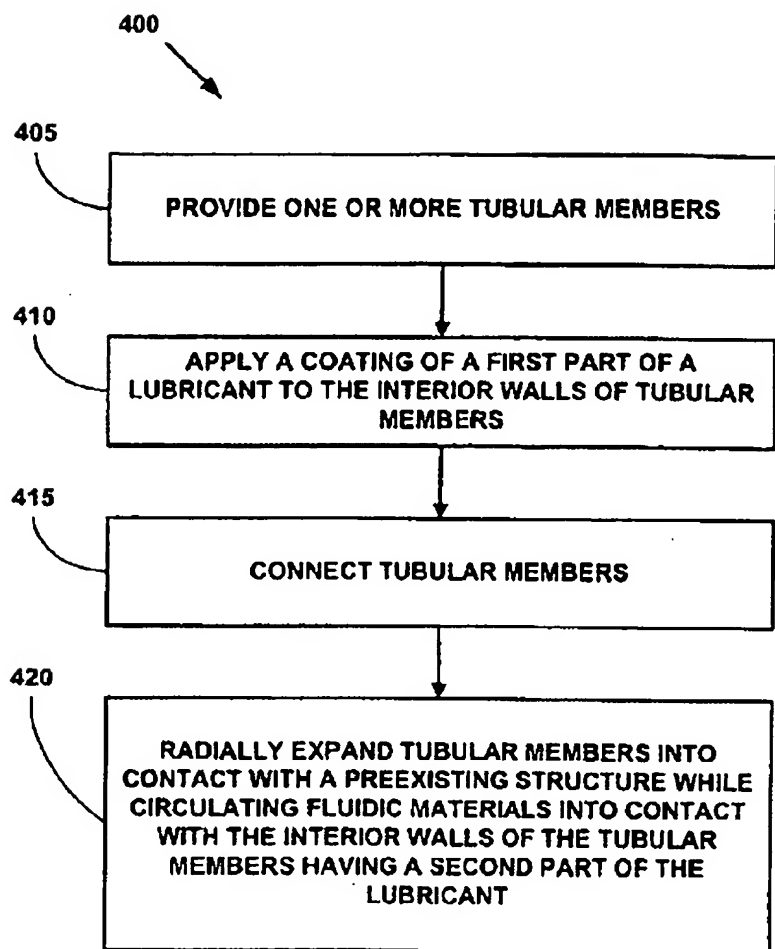 400
405
PROVIDE ONE OR MORE TUBULAR MEMBERS
410
APPLY A COATING OF A FIRST PART OF A
LUBRICANT TO THE INTERIOR WALLS OF TUBULAR
MEMBERS
415
CONNECT TUBULAR MEMBERS
420
RADIALLY EXPAND TUBULAR MEMBERS INTO
CONTACT WITH A PREEXISTING STRUCTURE WHILE
CIRCULATING FLUIDIC MATERIALS INTO CONTACT
WITH THE INTERIOR WALLS OF THE TUBULAR
MEMBERS HAVING A SECOND PART OF THE
LUBRICANT